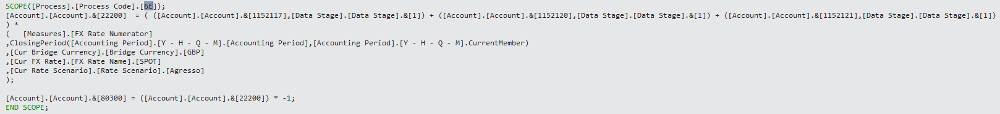 SCOPE([Process].[Process Code].[6E]);
[Account].[Account].&[22200]  = ( ([Account].[Account].&[1152117],[Data Stage].[Data Stage].&[1]) + ([Account].[Account].&[1152120],[Data Stage].[Data Stage].&[1]) + ([Account].[Account].&[1152121],[Data Stage].[Data Stage].&[1])
) *
(   [Measures].[FX Rate Numerator]
,ClosingPeriod([Accounting Period].[Y - H - Q - M].[Accounting Period],[Accounting Period].[Y - H - Q - M].CurrentMember)
,[Cur Bridge Currency].[Bridge Currency].[GBP]
,[Cur FX Rate].[FX Rate Name].[SPOT]
,[Cur Rate Scenario].[Rate Scenario].[Agresso]
);
[Account].[Account].&[80300] = ([Account].[Account].&[22200]) * -1;
END SCOPE;